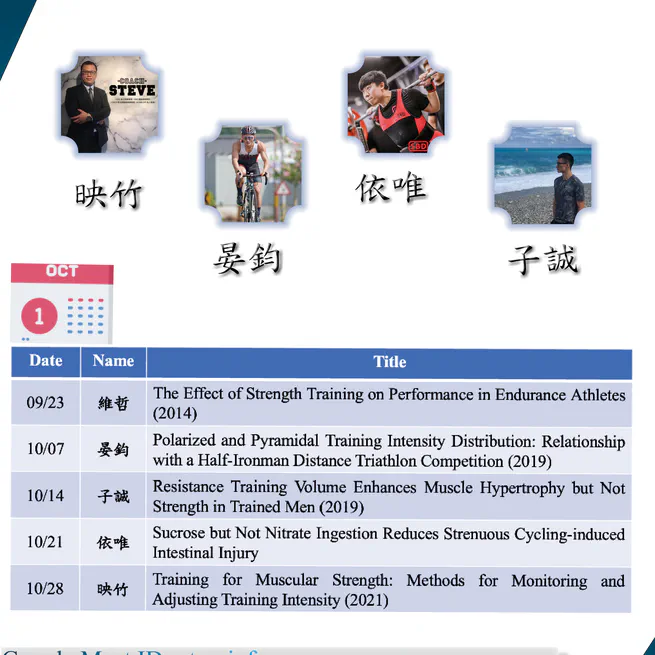 COACH
STEVE
SBD
映竹
依唯
晏鈞
子誠
OCT
1
Date Name Title
09/23 維哲 The Effect of Strength Training on Performance in Endurance Athletes
(2014)
10/07 晏鈞 Polarized and Pyramidal Training Intensity Distribution: Relationship
with a Half-Ironman Distance Triathlon Competition (2019)
10/14 子誠 Resistance Training Volume Enhances Muscle Hypertrophy but Not
Strength in Trained Men (2019)
10/21 依唯 Sucrose but Not Nitrate Ingestion Reduces Strenuous Cycling-induced
Intestinal Injury
10/28 映竹 Training for Muscular Strength: Methods for Monitoring and
Adjusting Training Intensity (2021)